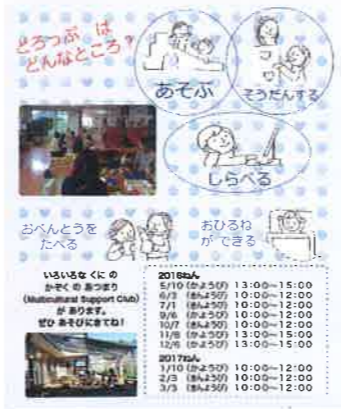 どろっぷ は
どんなところ?
あそぶ
そうだんする
しらべる
おべんとうを
たべる
おひるね
が できる
いろいろな くに の
かぞく の あつまり
(Multicultural Support Club)
が あります。
ぜひ あそびにきてね!
2016ねん
5/10 (かようび) 13:00~15:00
6/3 (きんようび) 10:00~12:00
7/1 (きんようび) 10:00~12:00
9/6 (かようび) 10:00~12:00
10/7 (きんようび) 10:00~12:00
11/8 (かようび) 13:00~15:00
12/6 (かようび) 13:00~15:00
2017ねん
1/10 (かようび) 10:00~12:00
2/3 (きんようび) 10:00~12:00
3/3 (きんようび) 10:00~12:00